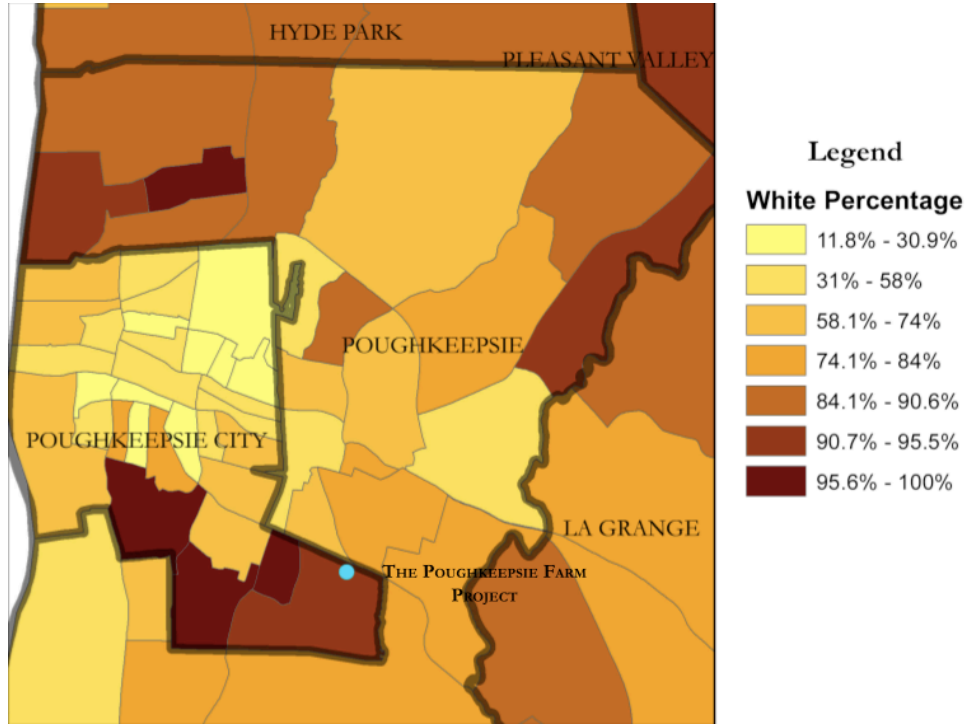 HYDE PARK
PLEASANT VALLEY
POUGHKEEPSIE
POUGHKEEPSIE CITY
LA GRANGE
THE POUGHKEEPSIE FARM
PROJECT
Legend
White Percentage
11.8% - 30.9%
31% - 58%
58.1% - 74%
74.1% - 84%
84.1% - 90.6%
90.7% - 95.5%
95.6% - 100%